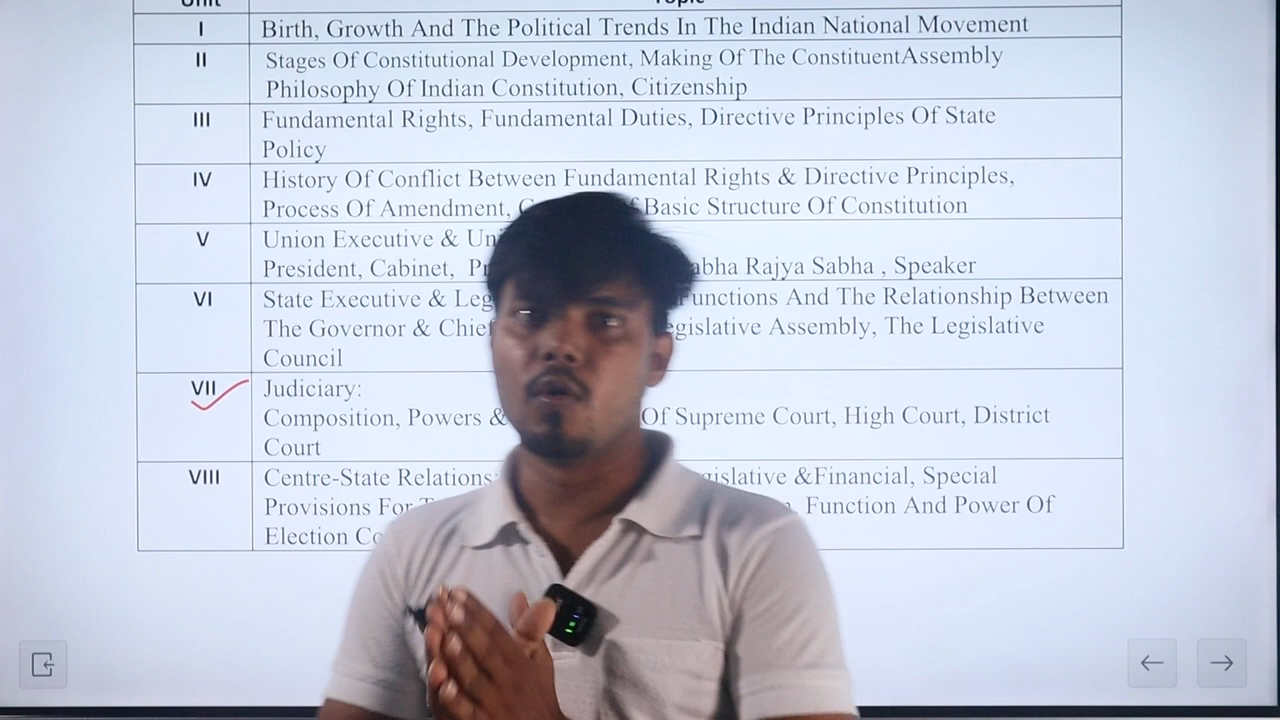 Unit Topic
I Birth, Growth And The Political Trends In The Indian National Movement
II Stages Of Constitutional Development, Making Of The ConstituentAssembly
Philosophy Of Indian Constitution, Citizenship
III Fundamental Rights, Fundamental Duties, Directive Principles Of State
Policy
IV History Of Conflict Between Fundamental Rights & Directive Principles,
Process Of Amendment, Basic Structure Of Constitution
V Union Executive &
President, Cabinet, Rajya Sabha , Speaker
VI State Executive & Functions And The Relationship Between
The Governor & Legislative Assembly, The Legislative
Council
VII Judiciary:
Composition, Powers & Of Supreme Court, High Court, District
Court
VIII Centre-State Relations: &Financial, Special
Provisions For Function And Power Of
Election